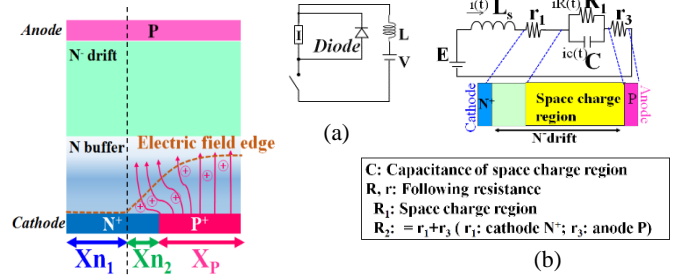 Anode
P
N- drift
N buffer
Electric field edge
+
+
+
+
+
+
Cathode
N+
P+
Xn1
Xn2
XP
I
Diode
L
V
(a)
i(t)
Ls
r1
iR(t)
R1
r3
ic(t)
C
E
Cathode
N+
Space charge
region
P
Anode
N-drift
C: Capacitance of space charge region
R, r: Following resistance
R1: Space charge region
R2: = r1+r3 ( r1: cathode N+; r3: anode P)
(b)